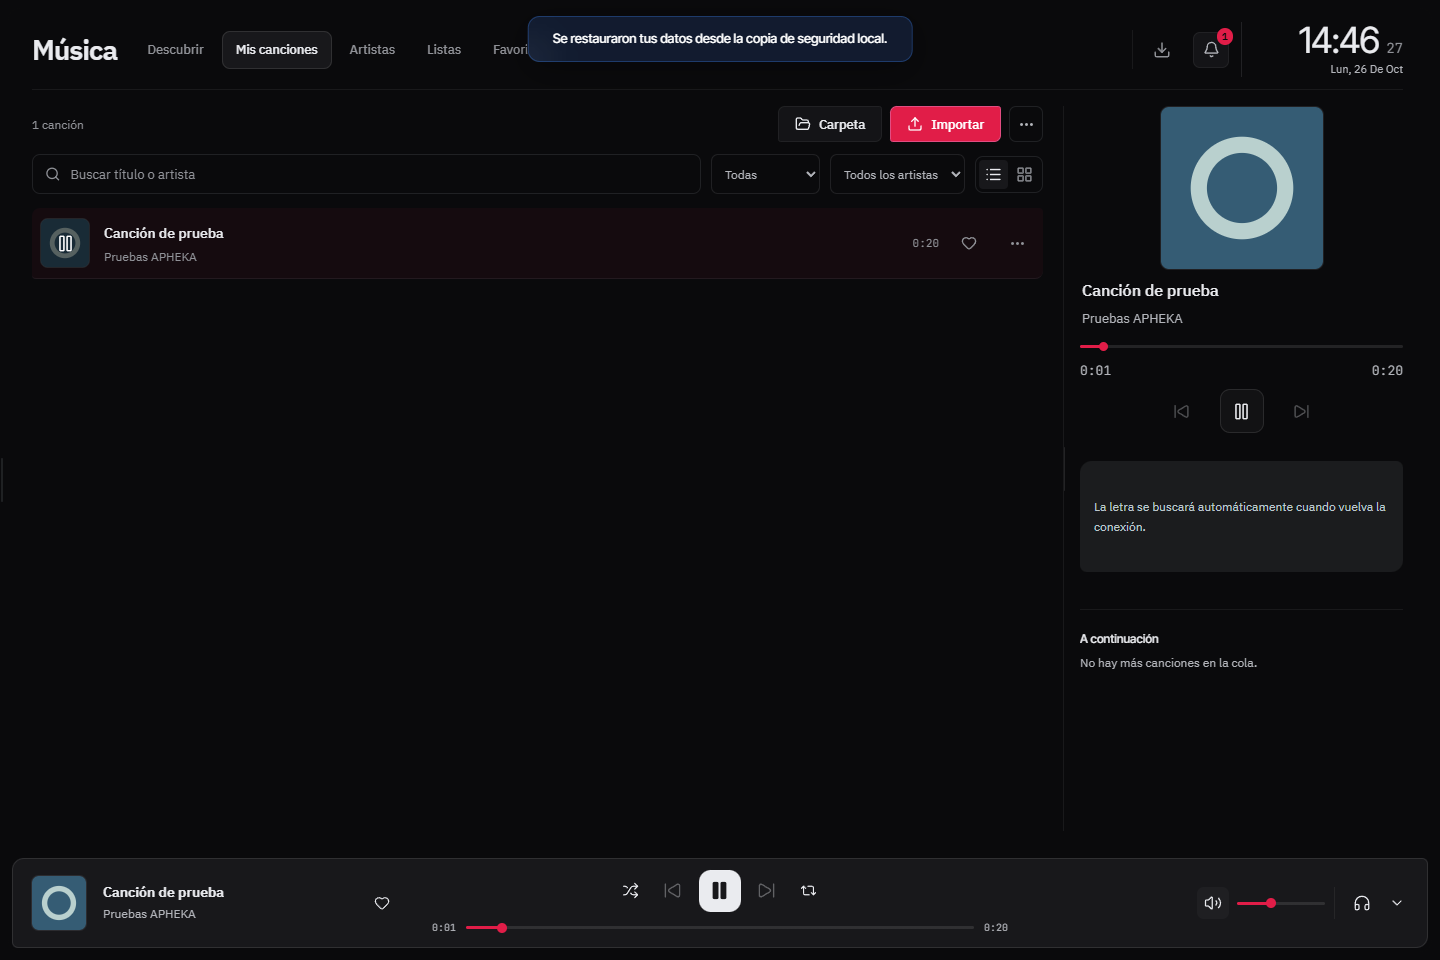 Música
Descubrir
Mis canciones
Artistas
Listas
Favori
Se restauraron tus datos desde la copia de seguridad local.
1
14:46 27
Lun, 26 De Oct
1 canción
Carpeta
Importar
Buscar título o artista
Todas
Todos los artistas
Canción de prueba
Pruebas APHEKA
0:20
Canción de prueba
Pruebas APHEKA
0:01
0:20
La letra se buscará automáticamente cuando vuelva la
conexión.
A continuación
No hay más canciones en la cola.
Canción de prueba
Pruebas APHEKA
0:01
0:20